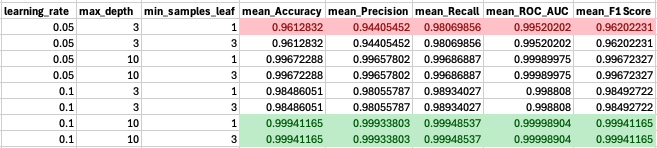 learning_rate max_depth min_samples_leaf mean_Accuracy mean_Precision mean_Recall mean_ROC_AUC mean_F1 Score
0.05 3 1 0.9612832 0.94405452 0.98069856 0.99520202 0.96202231
0.05 3 3 0.9612832 0.94405452 0.98069856 0.99520202 0.96202231
0.05 10 1 0.99672288 0.99657802 0.99686887 0.99989975 0.99672327
0.05 10 3 0.99672288 0.99657802 0.99686887 0.99989975 0.99672327
0.1 3 1 0.98486051 0.98055787 0.98934027 0.998808 0.98492722
0.1 3 3 0.98486051 0.98055787 0.98934027 0.998808 0.98492722
0.1 10 1 0.99941165 0.99933803 0.99948537 0.99998904 0.99941165
0.1 10 3 0.99941165 0.99933803 0.99948537 0.99998904 0.99941165